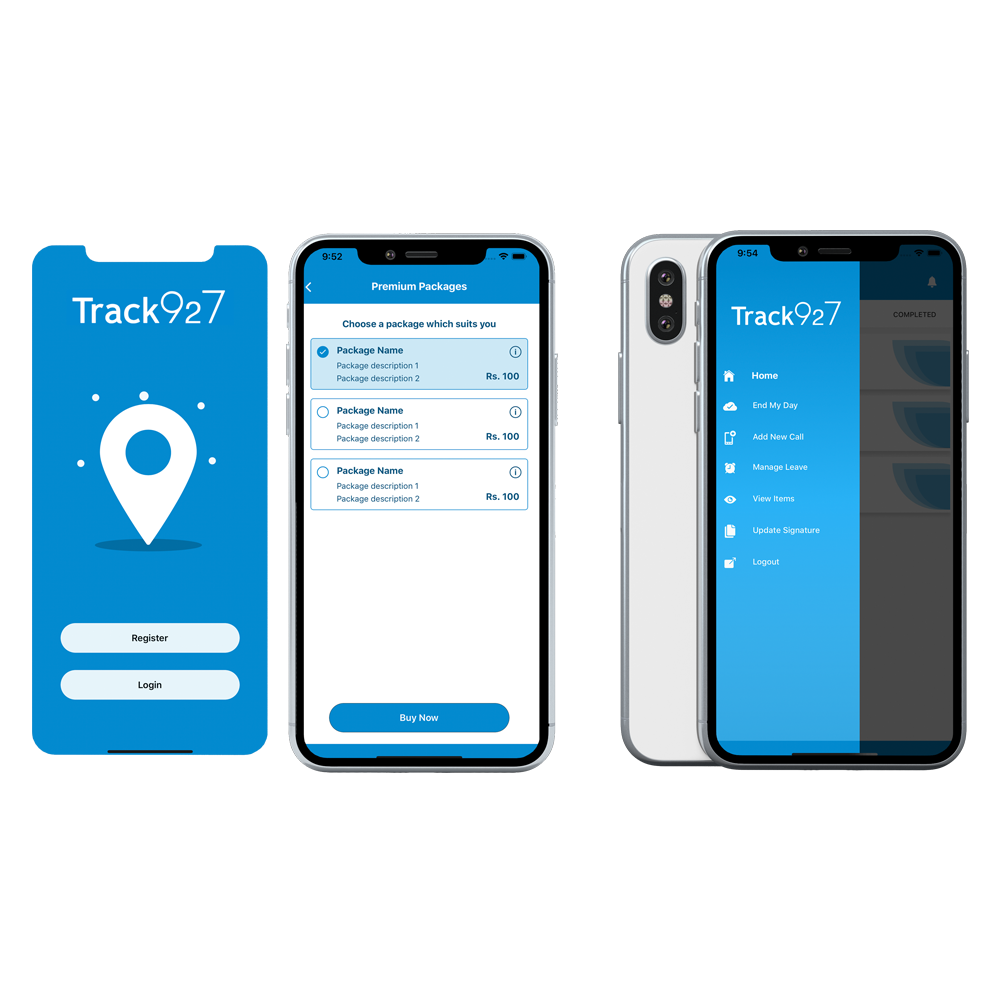 Track927
Register
Login
9:52
Premium Packages
Choose a package which suits you
Package Name
Package description 1
Package description 2
Rs. 100
Package Name
Package description 1
Package description 2
Rs. 100
Package Name
Package description 1
Package description 2
Rs. 100
Buy Now
9:54
Track927
COMPLETED
Home
End My Day
Add New Call
Manage Leave
View Items
Update Signature
Logout